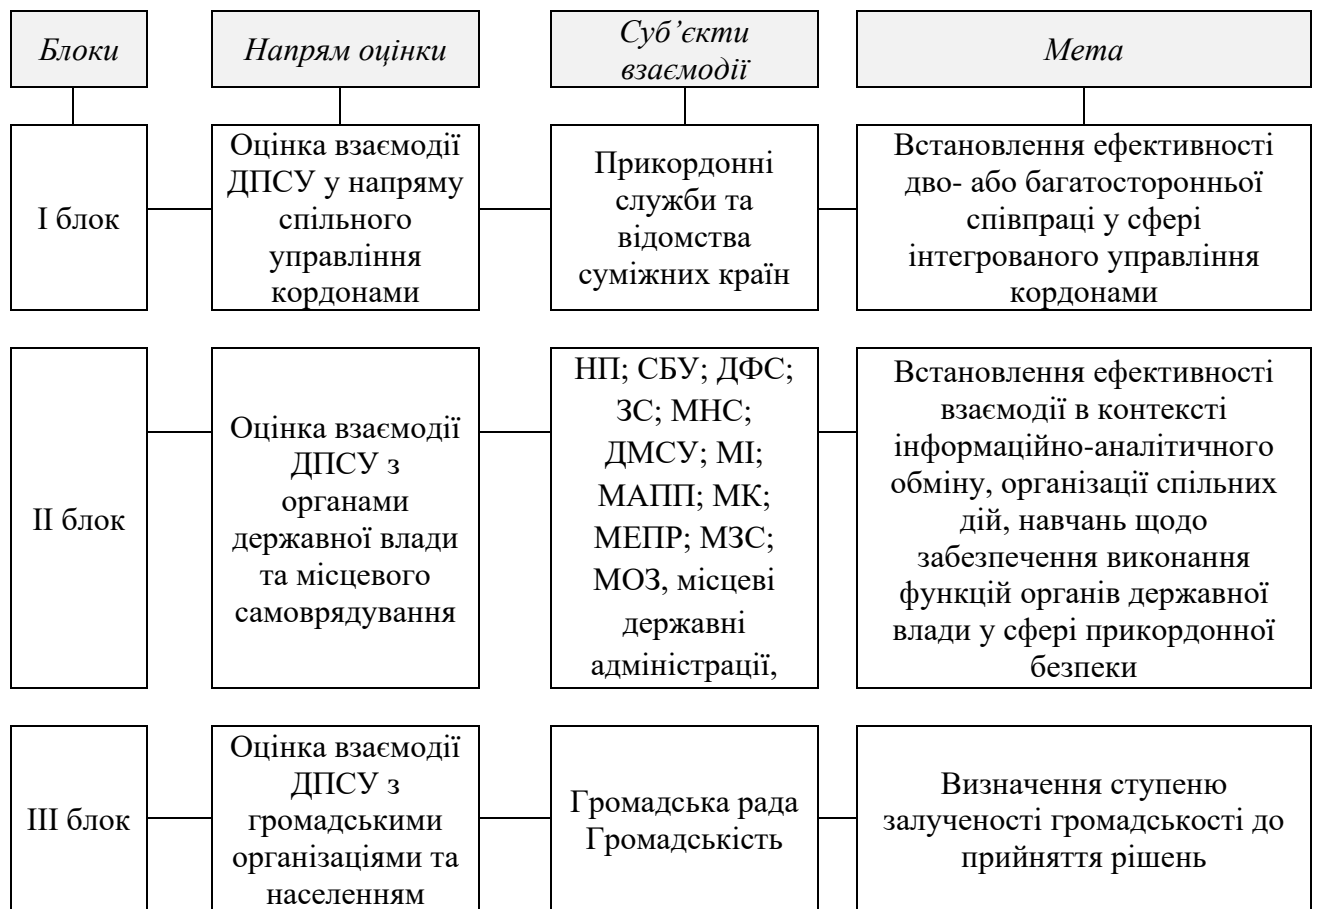 Блоки
Напрям оцінки
Суб’єкти
взаємодії
Мета
І блок
Оцінка взаємодії
ДПСУ у напряму
спільного
управління
кордонами
Прикордонні
служби та
відомства
суміжних країн
Встановлення ефективності
дво- або багатосторонньої
співпраці у сфері
інтегрованого управління
кордонами
ІІ блок
Оцінка взаємодії
ДПСУ з
органами
державної влади
та місцевого
самоврядування
НП; СБУ; ДФС;
ЗС; МНС;
ДМСУ; МІ;
МАПП; МК;
МЕПР; МЗС;
МОЗ, місцеві
державні
адміністрації,
Встановлення ефективності
взаємодії в контексті
інформаційно-аналітичного
обміну, організації спільних
дій, навчань щодо
забезпечення виконання
функцій органів державної
влади у сфері прикордонної
безпеки
ІІІ блок
Оцінка взаємодії
ДПСУ з
громадськими
організаціями та
населенням
Громадська рада
Громадськість
Визначення ступеню
залученості громадськості до
прийняття рішень